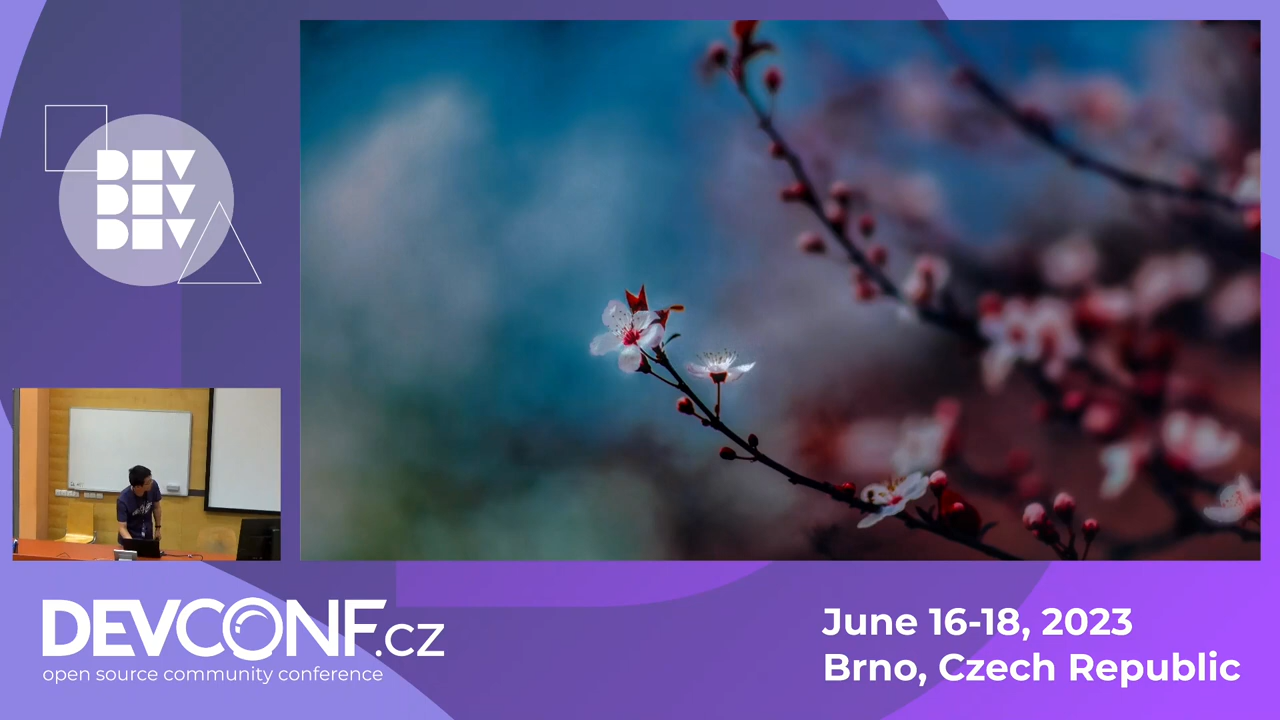 DEV
DEV
DEV
DEVCONF.cz
open source community conference
June 16-18, 2023
Brno, Czech Republic